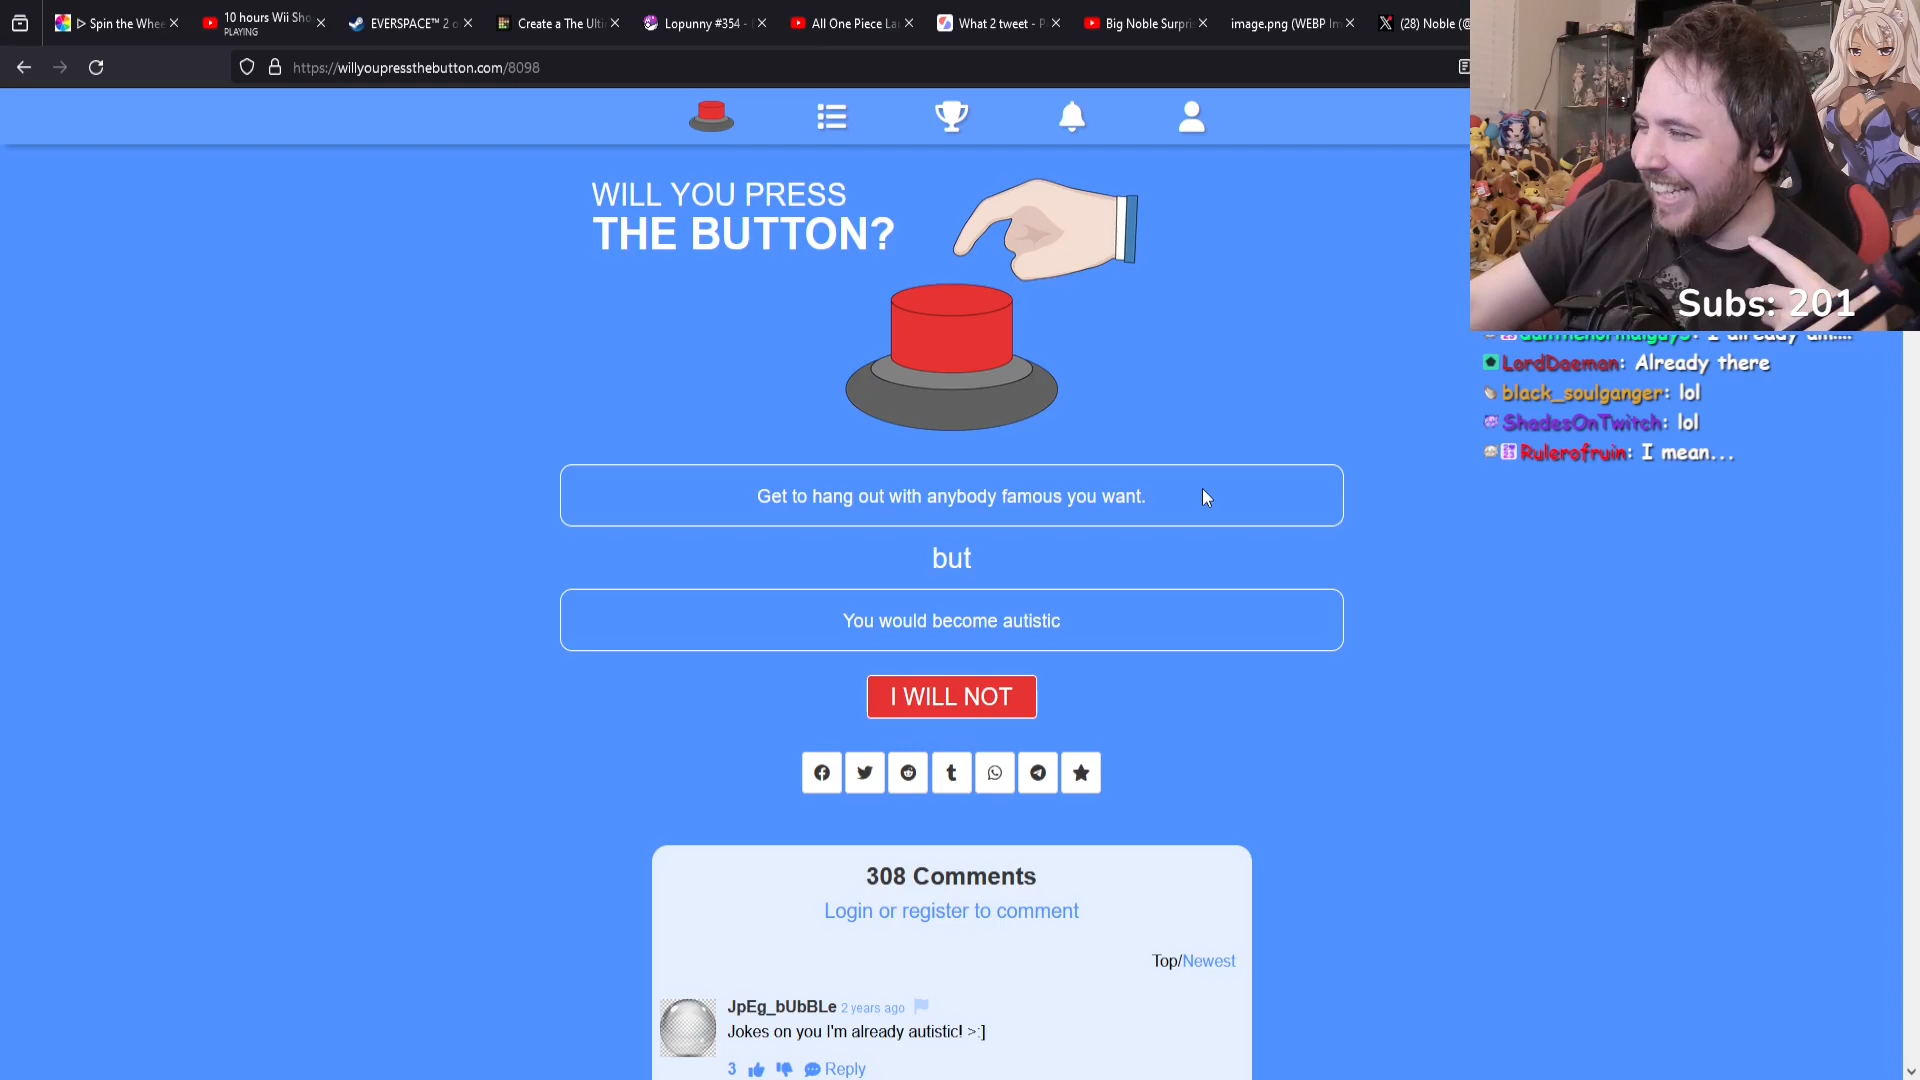 Spin the Whee
10 hours Wii Sho
PLAYING
EVERSPACE™ 2 o
Create a The Ulti
Lopunny #354 -
All One Piece La
What 2 tweet - P
Big Noble Surpri
image.png (WEBP Im
(28) Noble (@
https://willyoupressthebutton.com/8098
WILL YOU PRESS
THE BUTTON?
Get to hang out with anybody famous you want.
but
You would become autistic
I WILL NOT
308 Comments
Login or register to comment
Top/Newest
JpEg_bUbBLe 2 years ago
Jokes on you I'm already autistic! >:]
3 Reply
Subs: 201
LordDaeman: Already there
black_soulganger: lol
ShadesOnTwitch: lol
Rulerofruin: I mean...